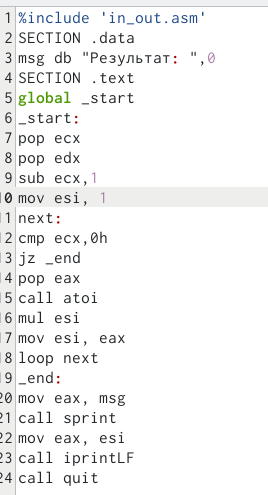 1 %include 'in_out.asm'
2 SECTION .data
3 msg db "Результат: ",0
4 SECTION .text
5 global _start
6 _start:
7 pop ecx
8 pop edx
9 sub ecx,1
10 mov esi, 1
11 next:
12 cmp ecx,0h
13 jz _end
14 pop eax
15 call atoi
16 mul esi
17 mov esi, eax
18 loop next
19 _end:
20 mov eax, msg
21 call sprint
22 mov eax, esi
23 call iprintLF
24 call quit